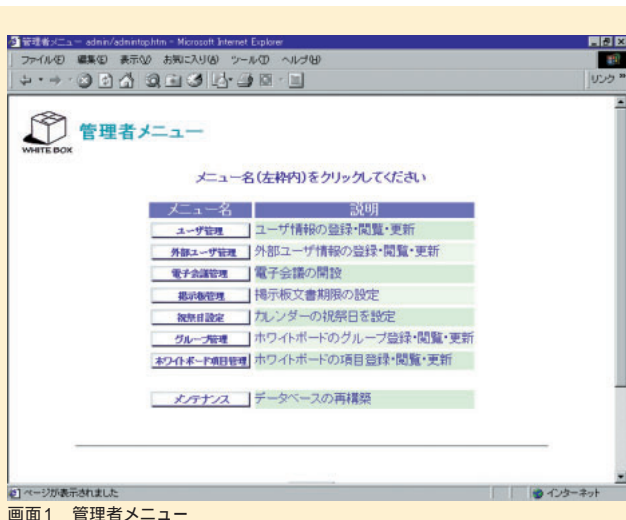 管理者メニュー admin/admintop.htm - Microsoft Internet Explorer
ファイル(F) 編集(E) 表示(V) お気に入り(A) ツール(T) ヘルプ(H)
リンク »
WHITE BOX
管理者メニュー
メニュー名(左枠内)をクリックしてください
メニュー名 説明
ユーザ管理 ユーザ情報の登録・閲覧・更新
外部ユーザ管理 外部ユーザ情報の登録・閲覧・更新
電子会議管理 電子会議の開設
掲示板管理 掲示板文書期限の設定
祝祭日設定 カレンダーの祝祭日を設定
グループ管理 ホワイトボードのグループ登録・閲覧・更新
ホワイトボード項目管理 ホワイトボードの項目登録・閲覧・更新
メンテナンス データベースの再構築
ページが表示されました インターネット
画面1 管理者メニュー